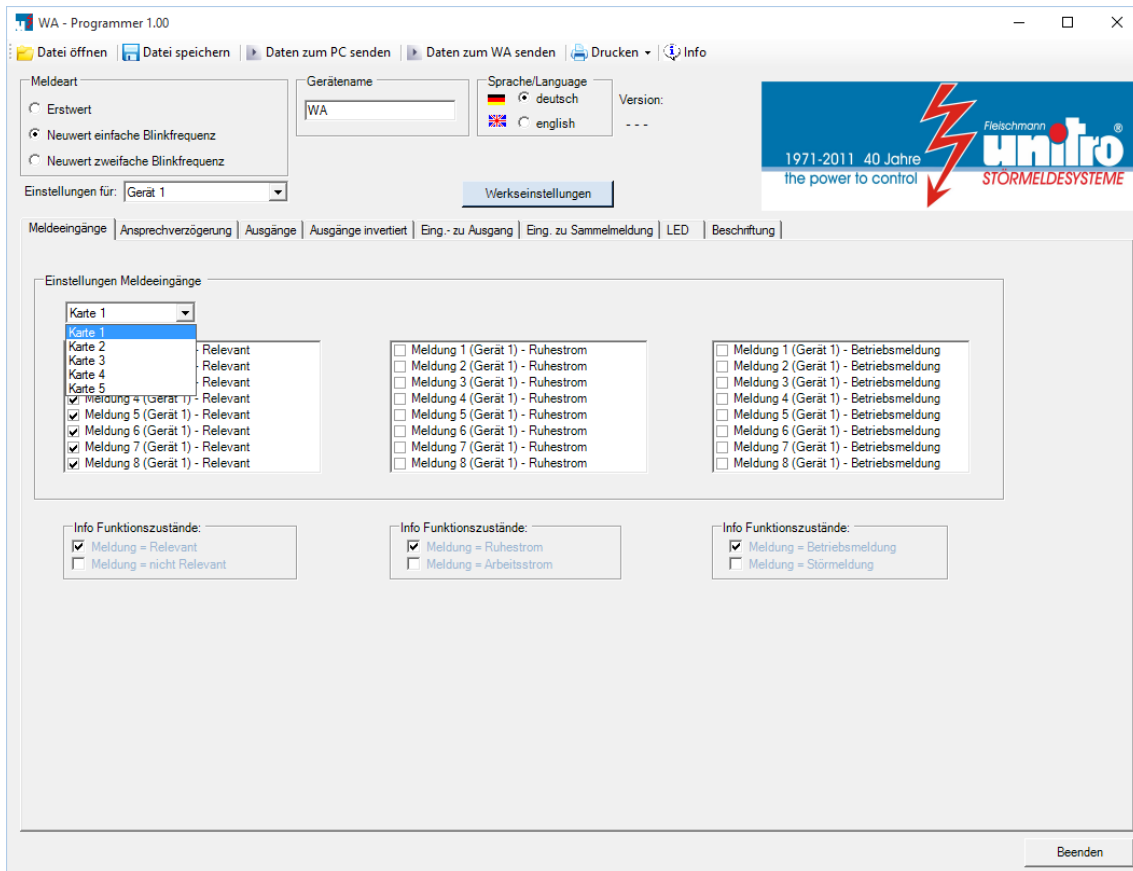 WA - Programmer 1.00
Datei öffnen Datei speichern Daten zum PC senden Daten zum WA senden Drucken Info
Meldeart
Erstwert
Neuwert einfache Blinkfrequenz
Neuwert zweifache Blinkfrequenz
Gerätename
WA
Sprache/Language
deutsch
english
Version:
- - -
1971-2011 40 Jahre
the power to control
Fleischmann
unitro ®
STÖRMELDESYSTEME
Einstellungen für: Gerät 1
Werkseinstellungen
Meldeeingänge Ansprechverzögerung Ausgänge Ausgänge invertiert Eing.- zu Ausgang Eing. zu Sammelmeldung LED Beschriftung
Einstellungen Meldeeingänge
Karte 1
Karte 1
Karte 2
Karte 3
Karte 4
Karte 5
- Relevant
- Relevant
- Relevant
Meldung 4 (Gerät 1) - Relevant
Meldung 5 (Gerät 1) - Relevant
Meldung 6 (Gerät 1) - Relevant
Meldung 7 (Gerät 1) - Relevant
Meldung 8 (Gerät 1) - Relevant
Meldung 1 (Gerät 1) - Ruhestrom
Meldung 2 (Gerät 1) - Ruhestrom
Meldung 3 (Gerät 1) - Ruhestrom
Meldung 4 (Gerät 1) - Ruhestrom
Meldung 5 (Gerät 1) - Ruhestrom
Meldung 6 (Gerät 1) - Ruhestrom
Meldung 7 (Gerät 1) - Ruhestrom
Meldung 8 (Gerät 1) - Ruhestrom
Meldung 1 (Gerät 1) - Betriebsmeldung
Meldung 2 (Gerät 1) - Betriebsmeldung
Meldung 3 (Gerät 1) - Betriebsmeldung
Meldung 4 (Gerät 1) - Betriebsmeldung
Meldung 5 (Gerät 1) - Betriebsmeldung
Meldung 6 (Gerät 1) - Betriebsmeldung
Meldung 7 (Gerät 1) - Betriebsmeldung
Meldung 8 (Gerät 1) - Betriebsmeldung
Info Funktionszustände:
Meldung = Relevant
Meldung = nicht Relevant
Info Funktionszustände:
Meldung = Ruhestrom
Meldung = Arbeitsstrom
Info Funktionszustände:
Meldung = Betriebsmeldung
Meldung = Störmeldung
Beenden